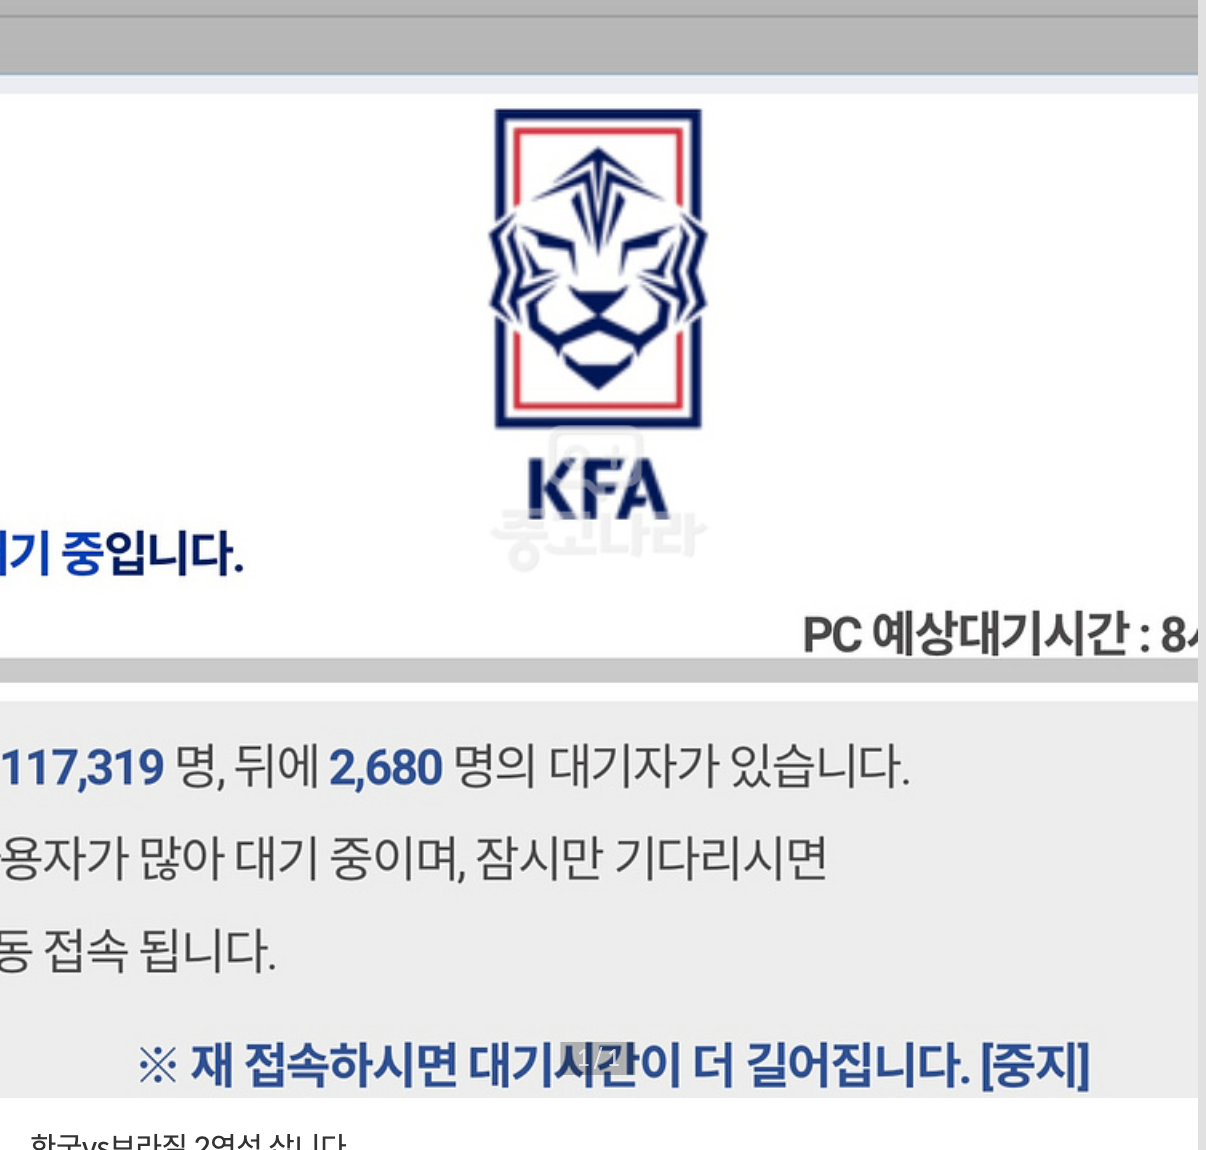 KFA
중고나라
기 중입니다.
PC 예상대기시간 : 8
117,319 명, 뒤에 2,680 명의 대기자가 있습니다.
용자가 많아 대기 중이며, 잠시만 기다리시면
동 접속 됩니다.
※ 재 접속하시면 대기시간이 더 길어집니다. [중지]
1 / 1
한국vs브라질 2연석 삽니다